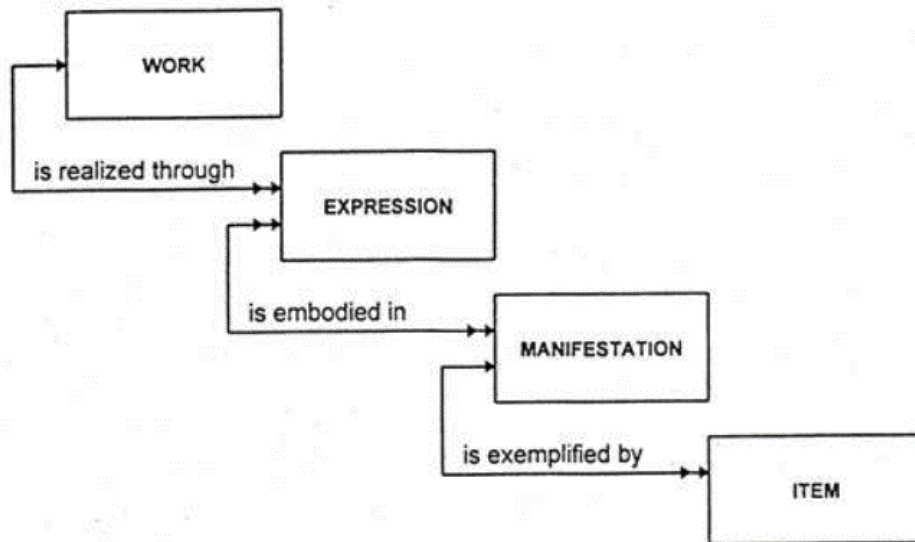 WORK
is realized through
EXPRESSION
is embodied in
MANIFESTATION
is exemplified by
ITEM